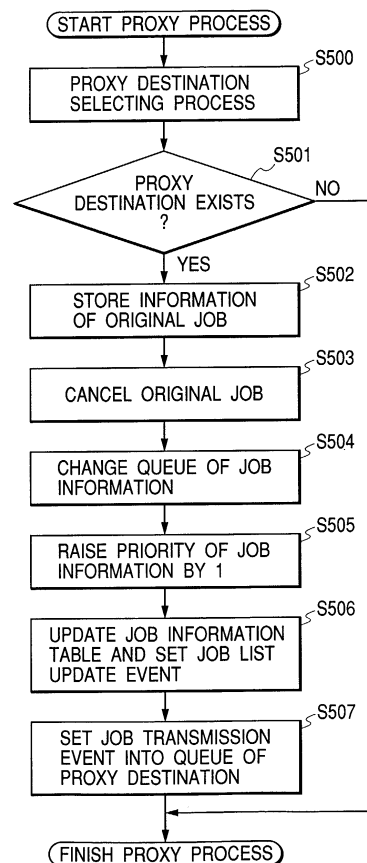 START PROXY PROCESS
S500
PROXY DESTINATION
SELECTING PROCESS
S501
PROXY
DESTINATION EXISTS
?
NO
YES
S502
STORE INFORMATION
OF ORIGINAL JOB
S503
CANCEL ORIGINAL JOB
S504
CHANGE QUEUE OF JOB
INFORMATION
S505
RAISE PRIORITY OF JOB
INFORMATION BY 1
S506
UPDATE JOB INFORMATION
TABLE AND SET JOB LIST
UPDATE EVENT
S507
SET JOB TRANSMISSION
EVENT INTO QUEUE OF
PROXY DESTINATION
FINISH PROXY PROCESS